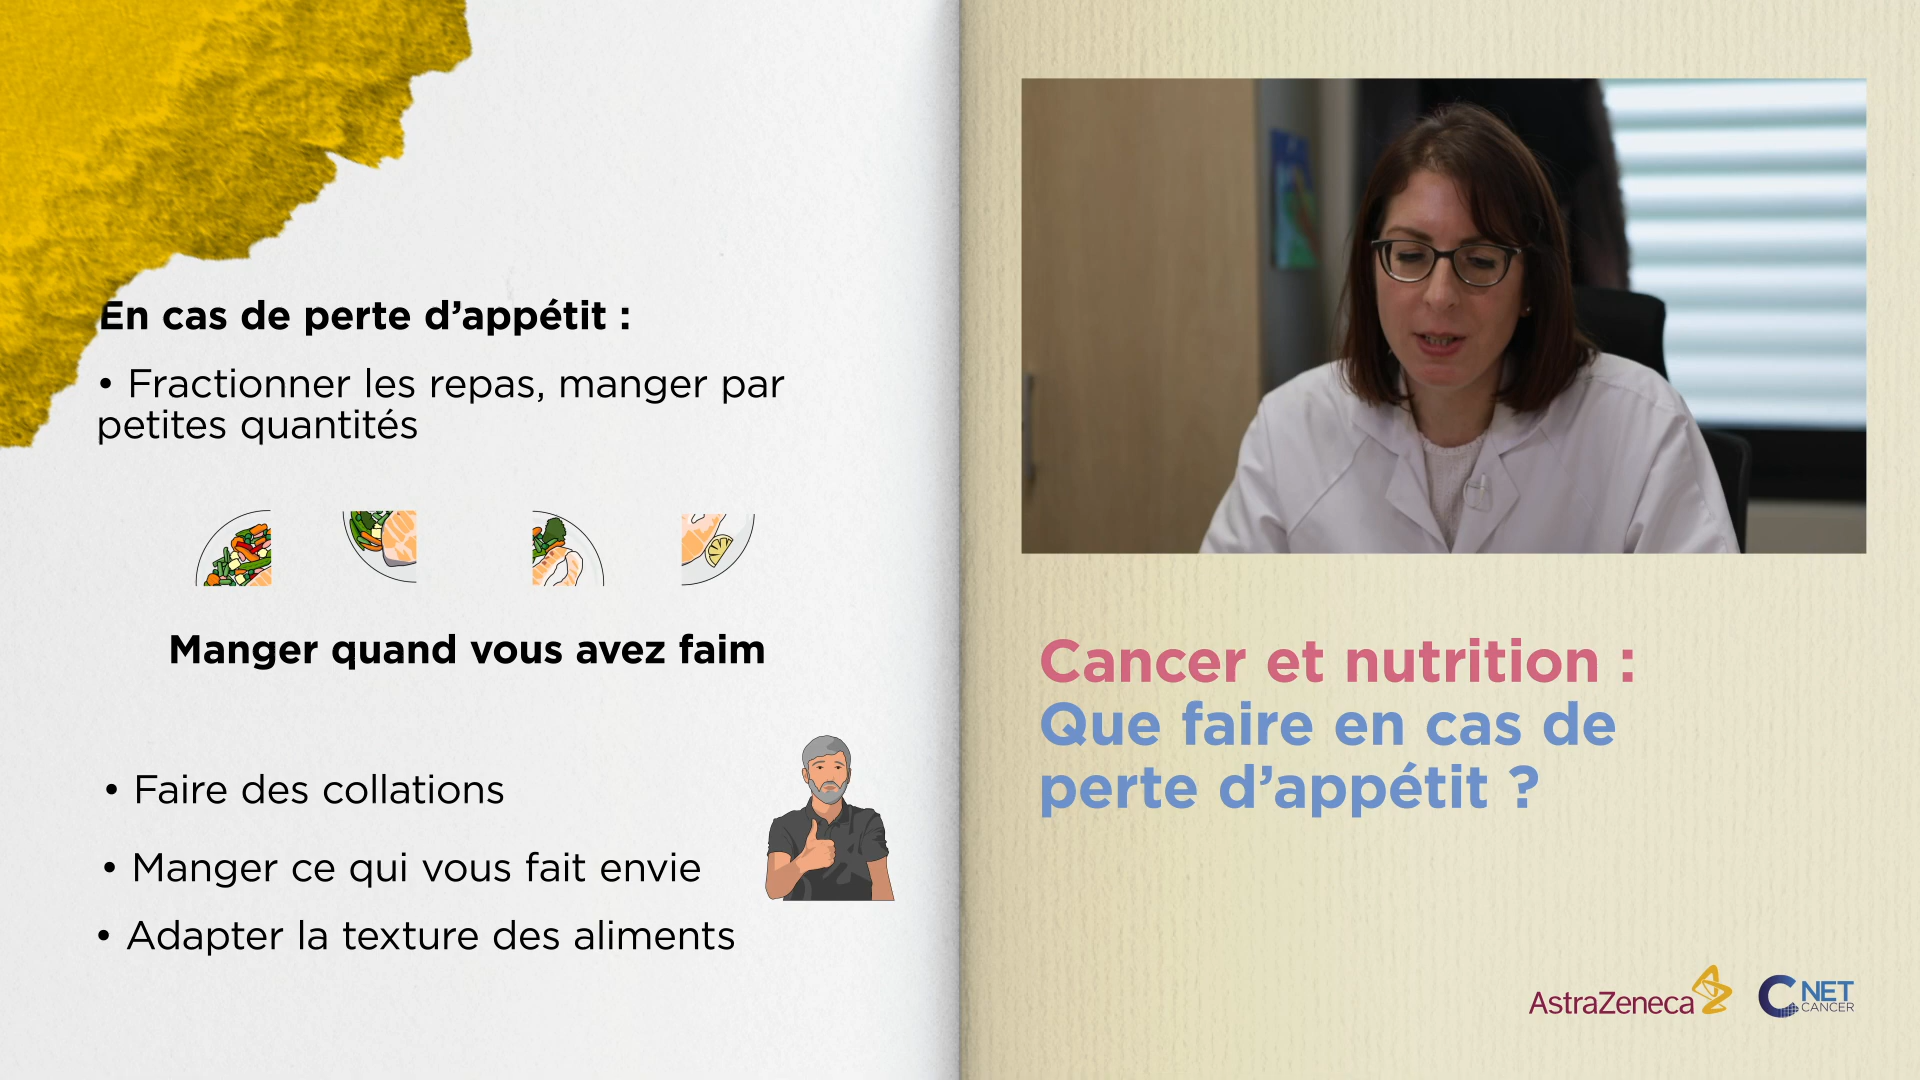 En cas de perte d’appétit :
• Fractionner les repas, manger par
petites quantités
Manger quand vous avez faim
• Faire des collations
• Manger ce qui vous fait envie
• Adapter la texture des aliments
Cancer et nutrition :
Que faire en cas de
perte d’appétit ?
AstraZeneca
C NET
CANCER